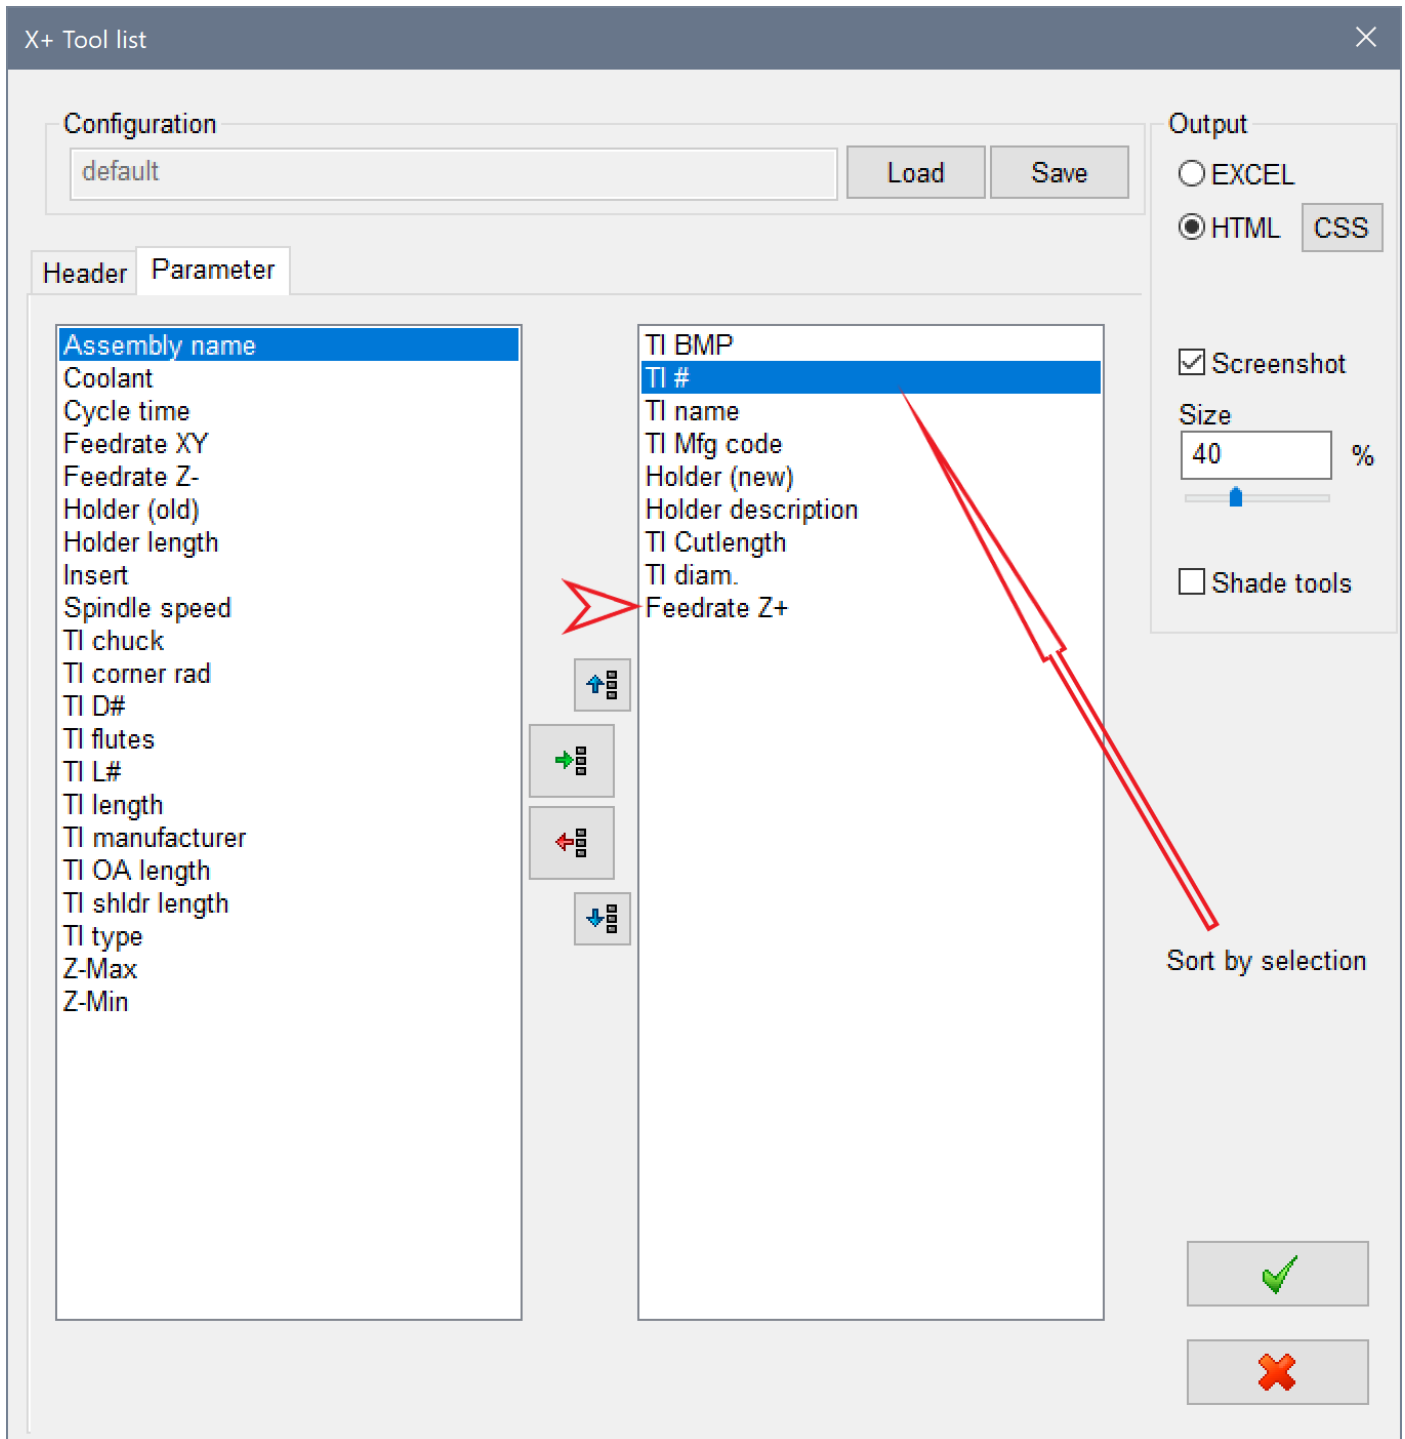 X+ Tool list
Configuration
default
Load
Save
Output
EXCEL
HTML
CSS
Header
Parameter
Assembly name
Coolant
Cycle time
Feedrate XY
Feedrate Z-
Holder (old)
Holder length
Insert
Spindle speed
Tl chuck
Tl corner rad
Tl D#
Tl flutes
Tl L#
Tl length
Tl manufacturer
Tl OA length
Tl shldr length
Tl type
Z-Max
Z-Min
Tl BMP
Tl #
Tl name
Tl Mfg code
Holder (new)
Holder description
Tl Cutlength
Tl diam.
Feedrate Z+
Screenshot
Size
40 %
Shade tools
Sort by selection